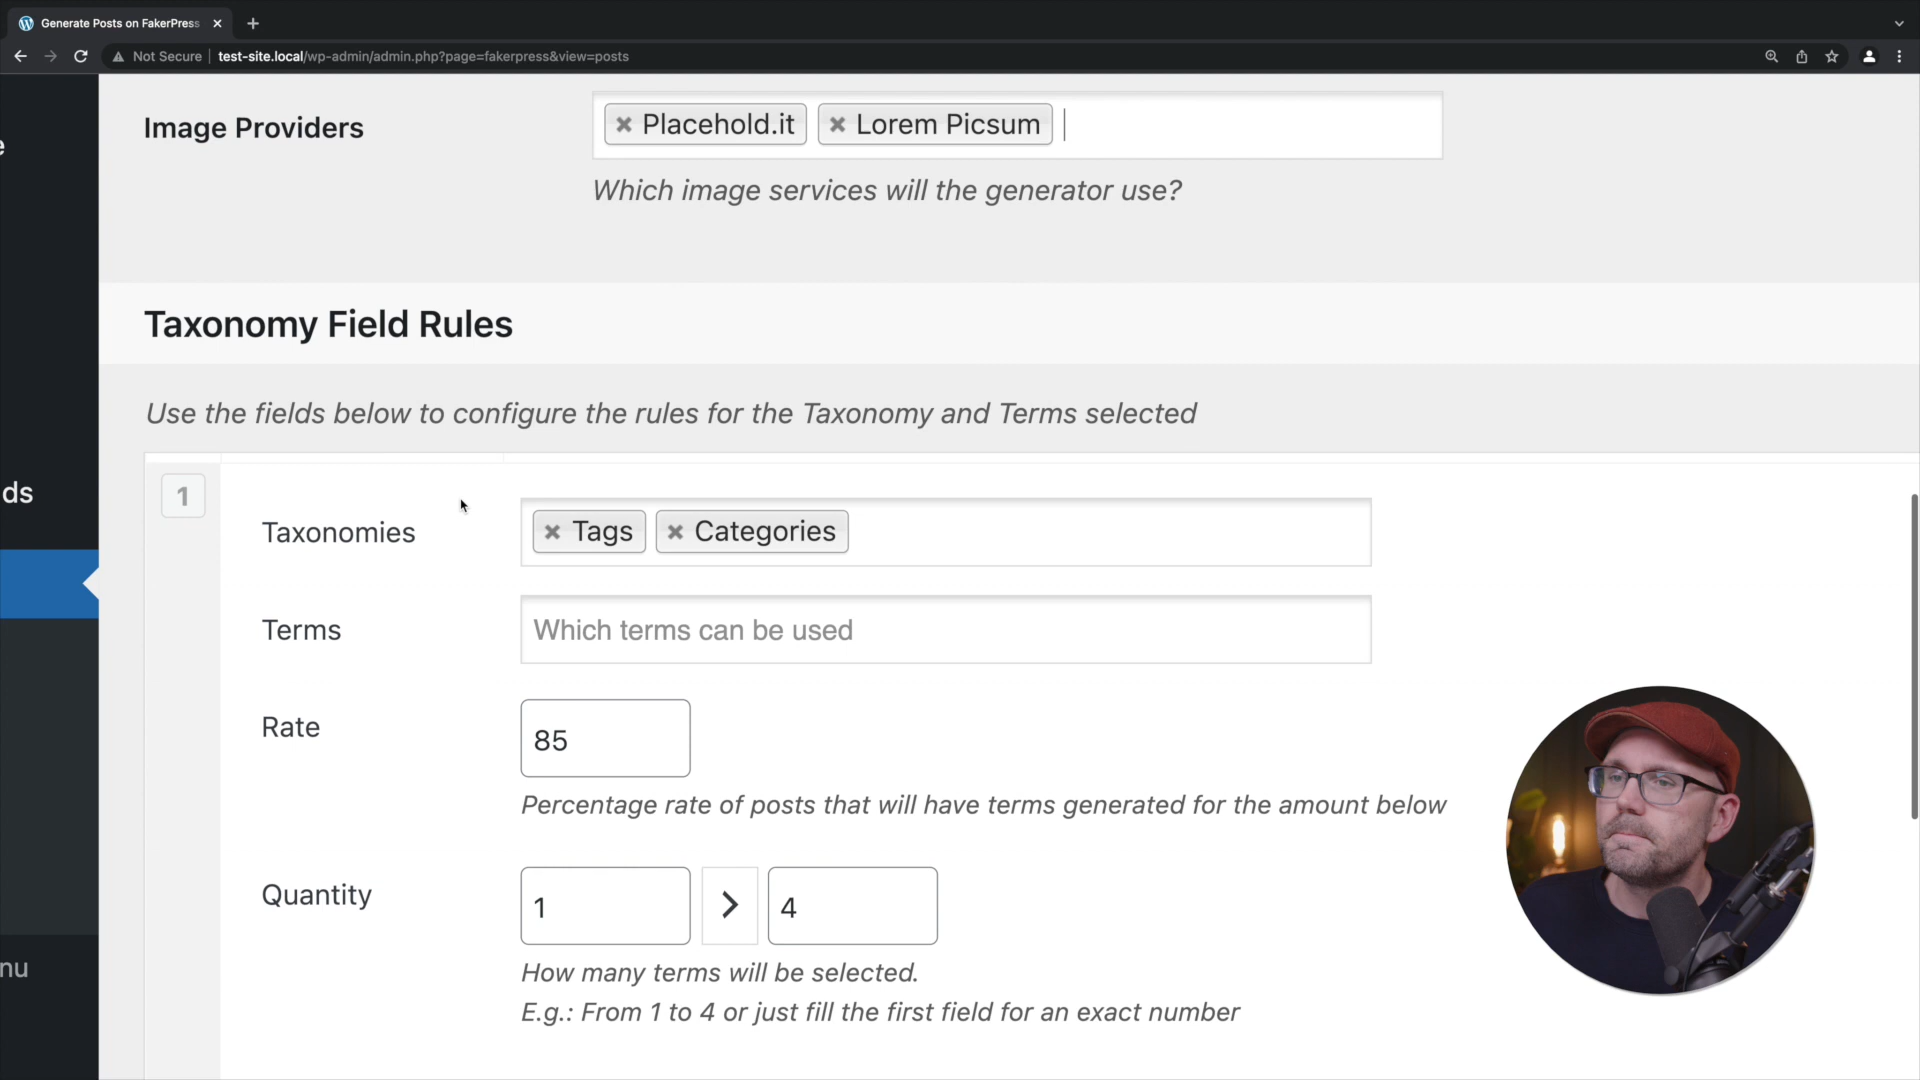 Generate Posts on FakerPress
Not Secure
test-site.local/wp-admin/admin.php?page=fakerpress&view=posts
Image Providers
Placehold.it
Lorem Picsum
Which image services will the generator use?
Taxonomy Field Rules
Use the fields below to configure the rules for the Taxonomy and Terms selected
1
Taxonomies
Tags
Categories
Terms
Which terms can be used
Rate
85
Percentage rate of posts that will have terms generated for the amount below
Quantity
1
4
How many terms will be selected.
E.g.: From 1 to 4 or just fill the first field for an exact number
e
ds
nu